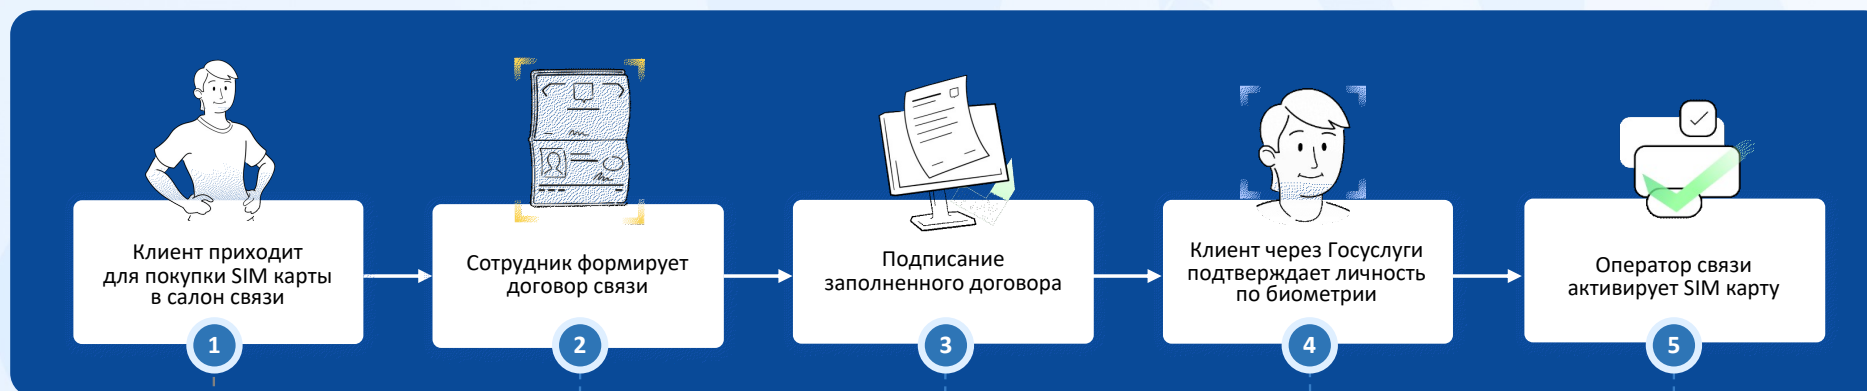 Клиент приходит
для покупки SIM карты
в салон связи
1
Сотрудник формирует
договор связи
2
Подписание
заполненного договора
3
Клиент через Госуслуги
подтверждает личность
по биометрии
4
Оператор связи
активирует SIM карту
5